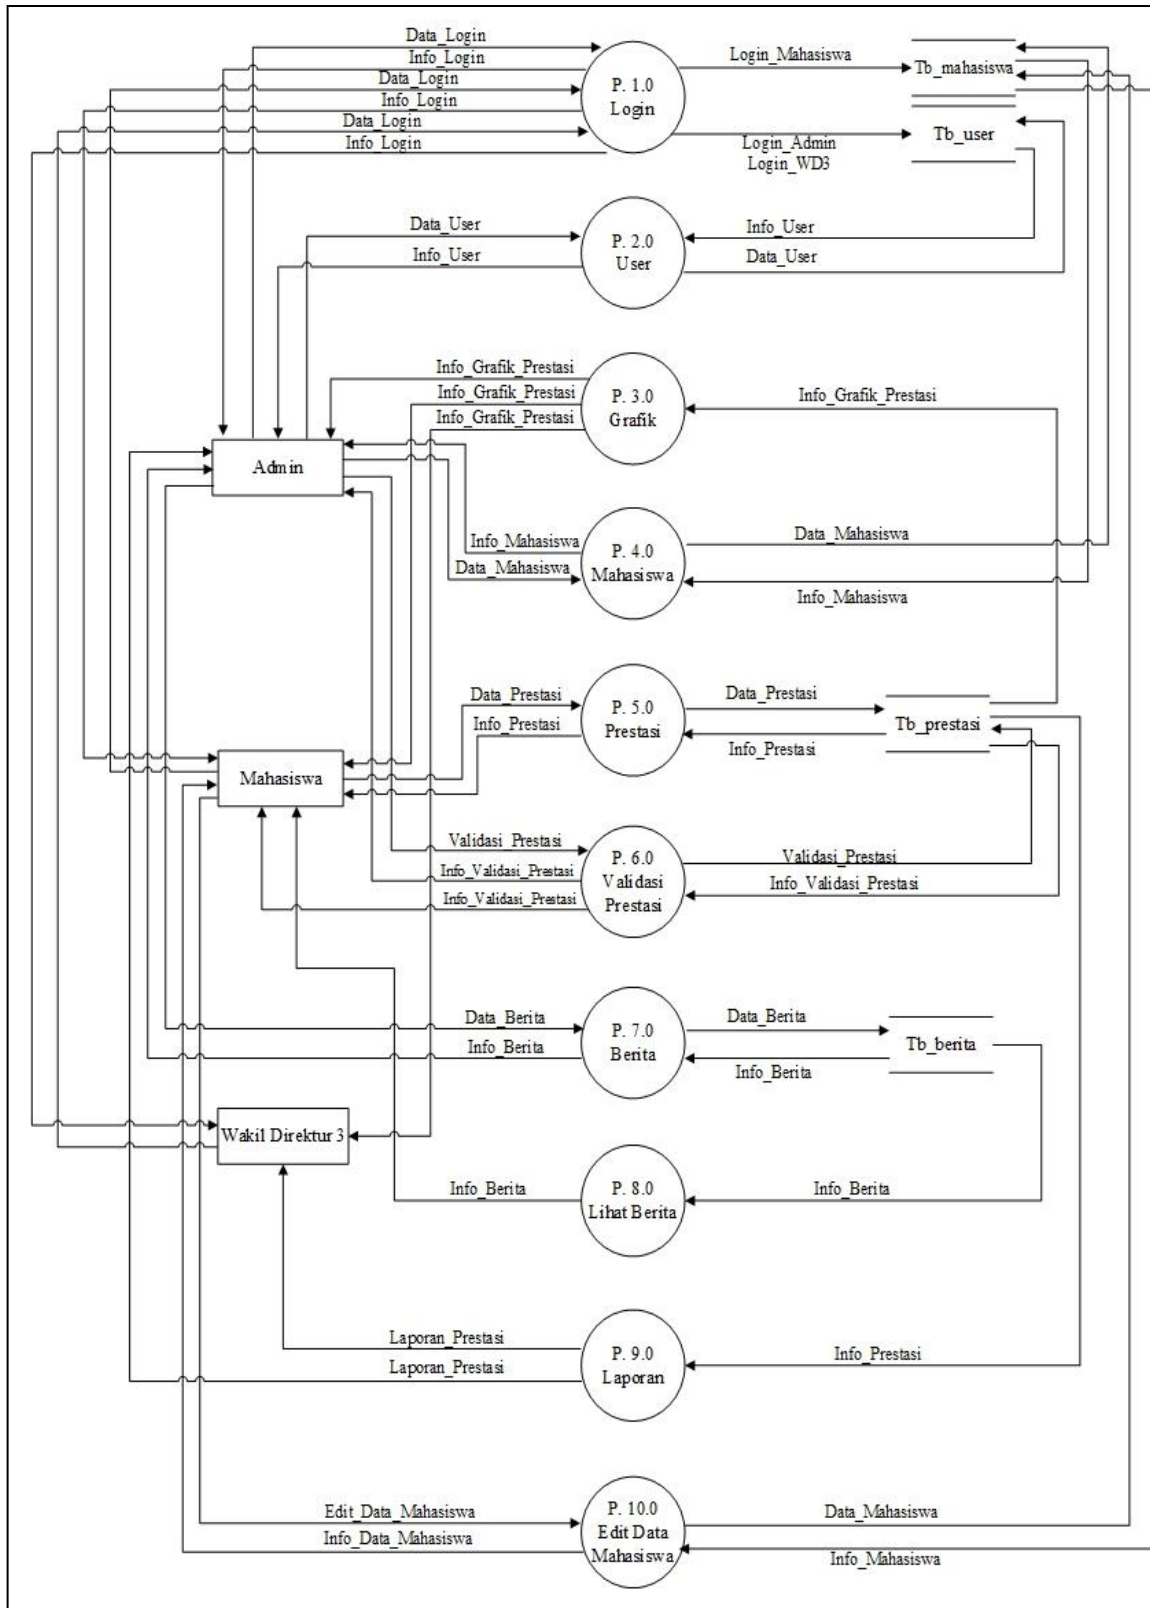 Data_Login
Info_Login
Data_Login
Info_Login
Data_Login
Info_Login
P. 1.0
Login
Login_Mahasiswa
Tb_mahasiswa
Login_Admin
Login_WD3
Tb_user
Data_User
Info_User
P. 2.0
User
Info_User
Data_User
Info_Grafik_Prestasi
Info_Grafik_Prestasi
Info_Grafik_Prestasi
P. 3.0
Grafik
Info_Grafik_Prestasi
Admin
Info_Mahasiswa
Data_Mahasiswa
P. 4.0
Mahasiswa
Data_Mahasiswa
Info_Mahasiswa
Data_Prestasi
Info_Prestasi
P. 5.0
Prestasi
Data_Prestasi
Info_Prestasi
Tb_prestasi
Mahasiswa
Validasi_Prestasi
Info_Validasi_Prestasi
Info_Validasi_Prestasi
P. 6.0
Validasi
Prestasi
Validasi_Prestasi
Info_Validasi_Prestasi
Data_Berita
Info_Berita
P. 7.0
Berita
Data_Berita
Info_Berita
Tb_berita
Wakil Direktur 3
Info_Berita
P. 8.0
Lihat Berita
Info_Berita
Laporan_Prestasi
Laporan_Prestasi
P. 9.0
Laporan
Info_Prestasi
Edit_Data_Mahasiswa
Info_Data_Mahasiswa
P. 10.0
Edit Data
Mahasiswa
Data_Mahasiswa
Info_Mahasiswa